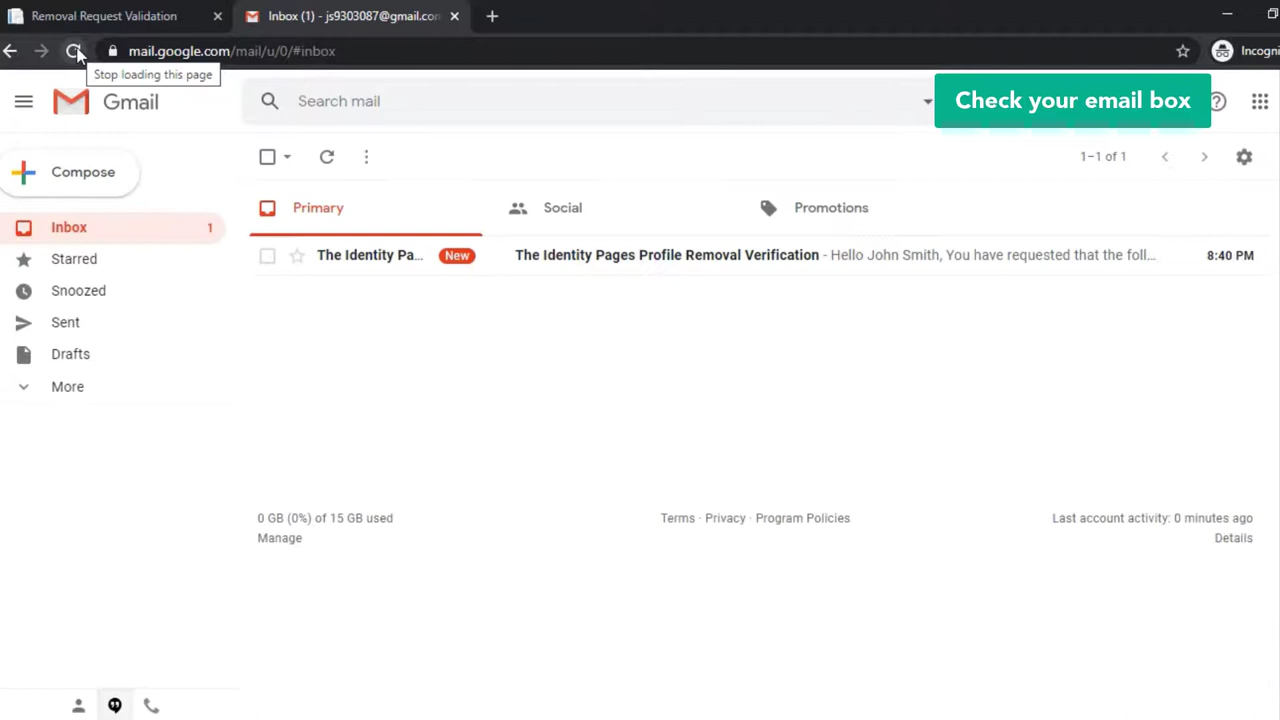 Removal Request Validation
Inbox (1) - js9303087@gmail.co
mail.google.com/mail/u/0/#inbox
Incogni
Stop loading this page
Gmail
Search mail
Check your email box
Compose
1–1 of 1
Primary
Social
Promotions
Inbox 1
The Identity Pa... New The Identity Pages Profile Removal Verification - Hello John Smith, You have requested that the foll... 8:40 PM
Starred
Snoozed
Sent
Drafts
More
0 GB (0%) of 15 GB used
Manage
Terms · Privacy · Program Policies
Last account activity: 0 minutes ago
Details